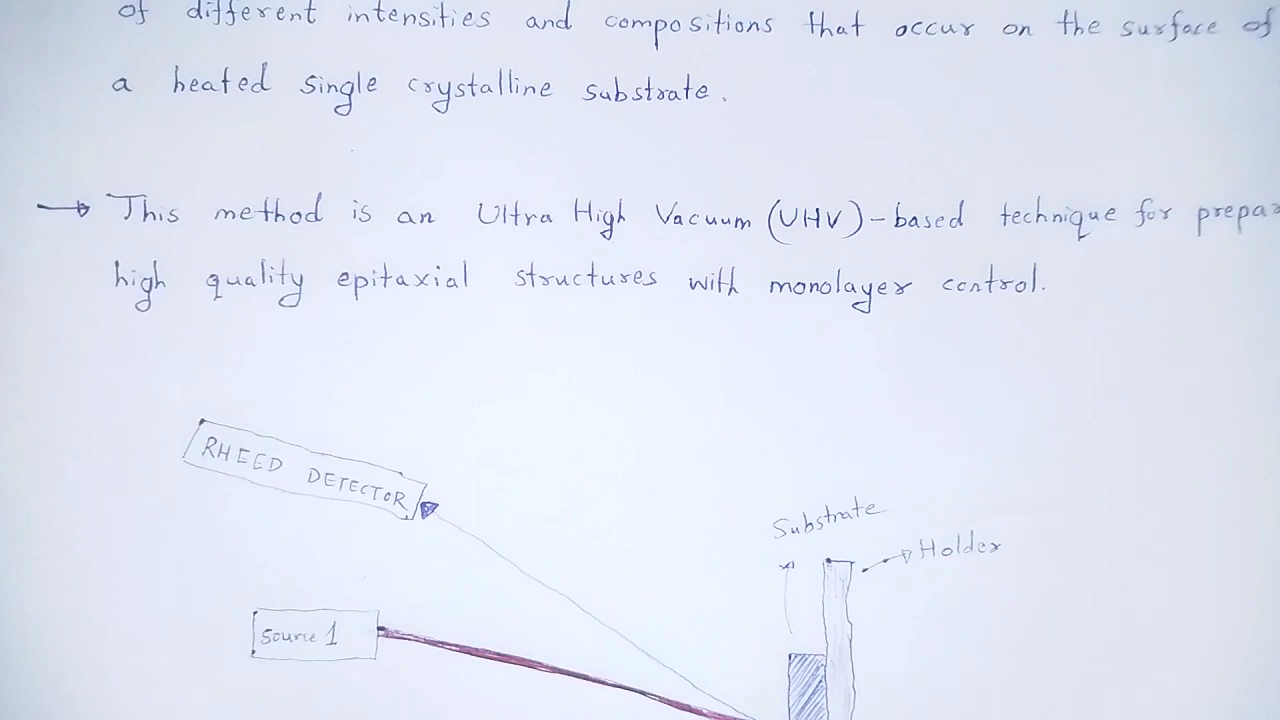 of different intensities and compositions that occur on the surface of
a heated single crystalline substrate.
This method is an Ultra High Vacuum (UHV)-based technique for prepar
high quality epitaxial structures with monolayer control.
RHEED DETECTOR
Substrate
Holder
Source 1